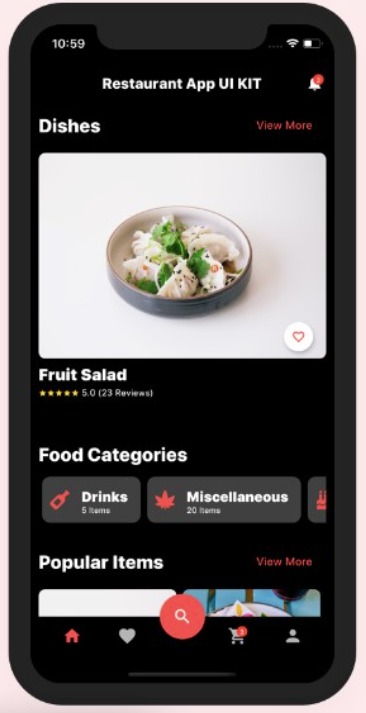 10:59
Restaurant App UI KIT
Dishes
View More
Fruit Salad
5.0 (23 Reviews)
Food Categories
Drinks
5 Items
Miscellaneous
20 Items
Popular Items
View More
3